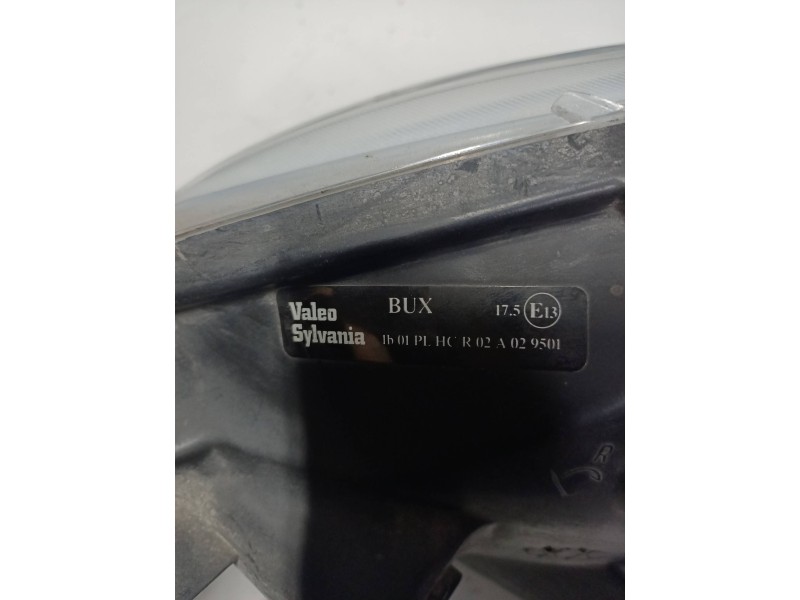 Valeo BUX 17.5 E13
Sylvania 1b 01 PL HC R 02 A 02 9501
R